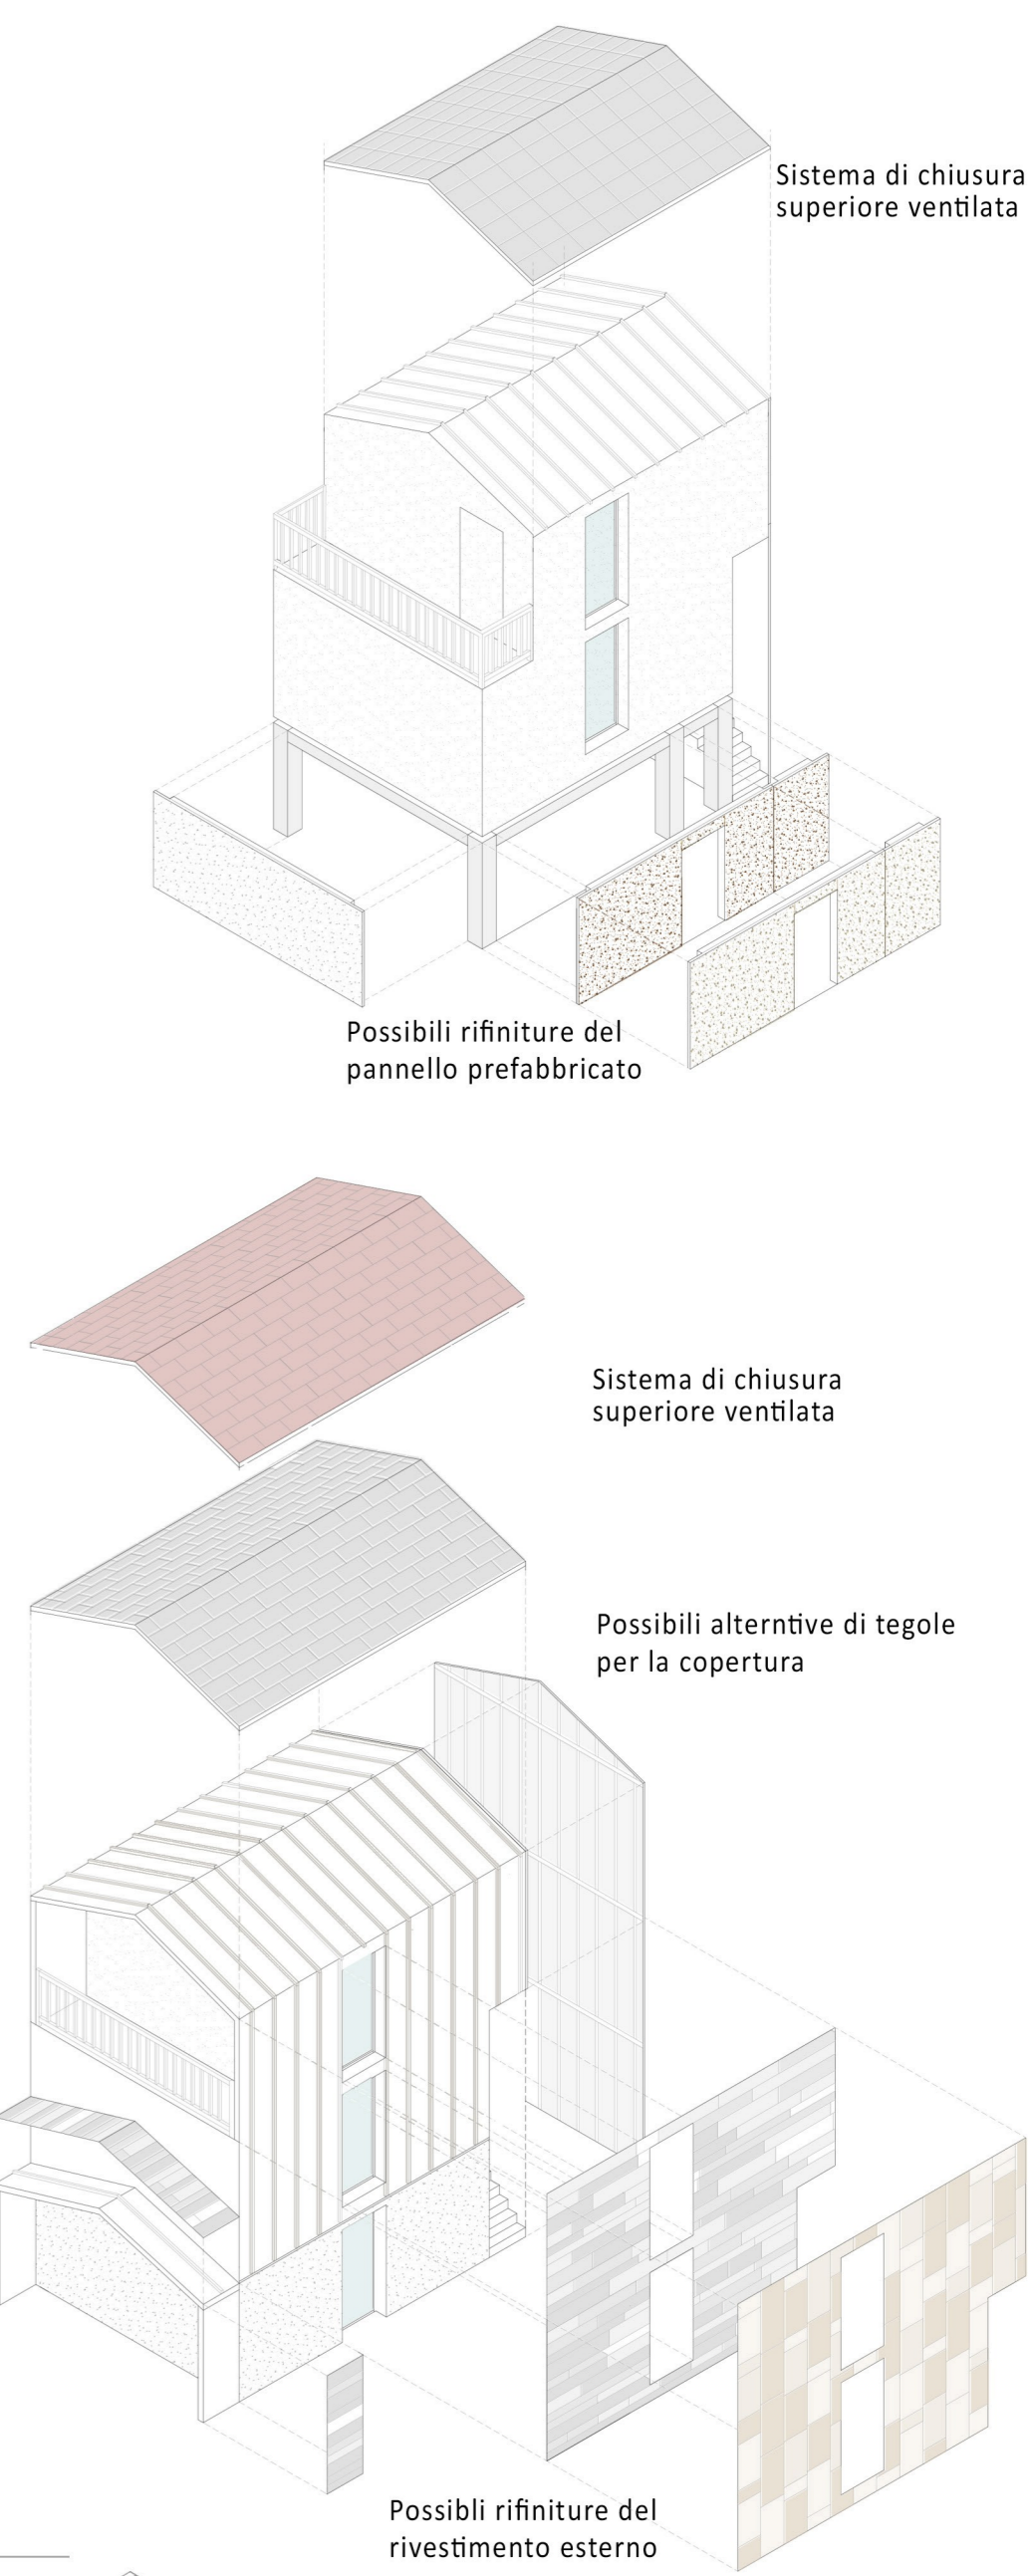 Sistema di chiusura
superiore ventilata
Possibili rifiniture del
pannello prefabbricato
Sistema di chiusura
superiore ventilata
Possibili alterntive di tegole
per la copertura
Possibli rifiniture del
rivestimento esterno